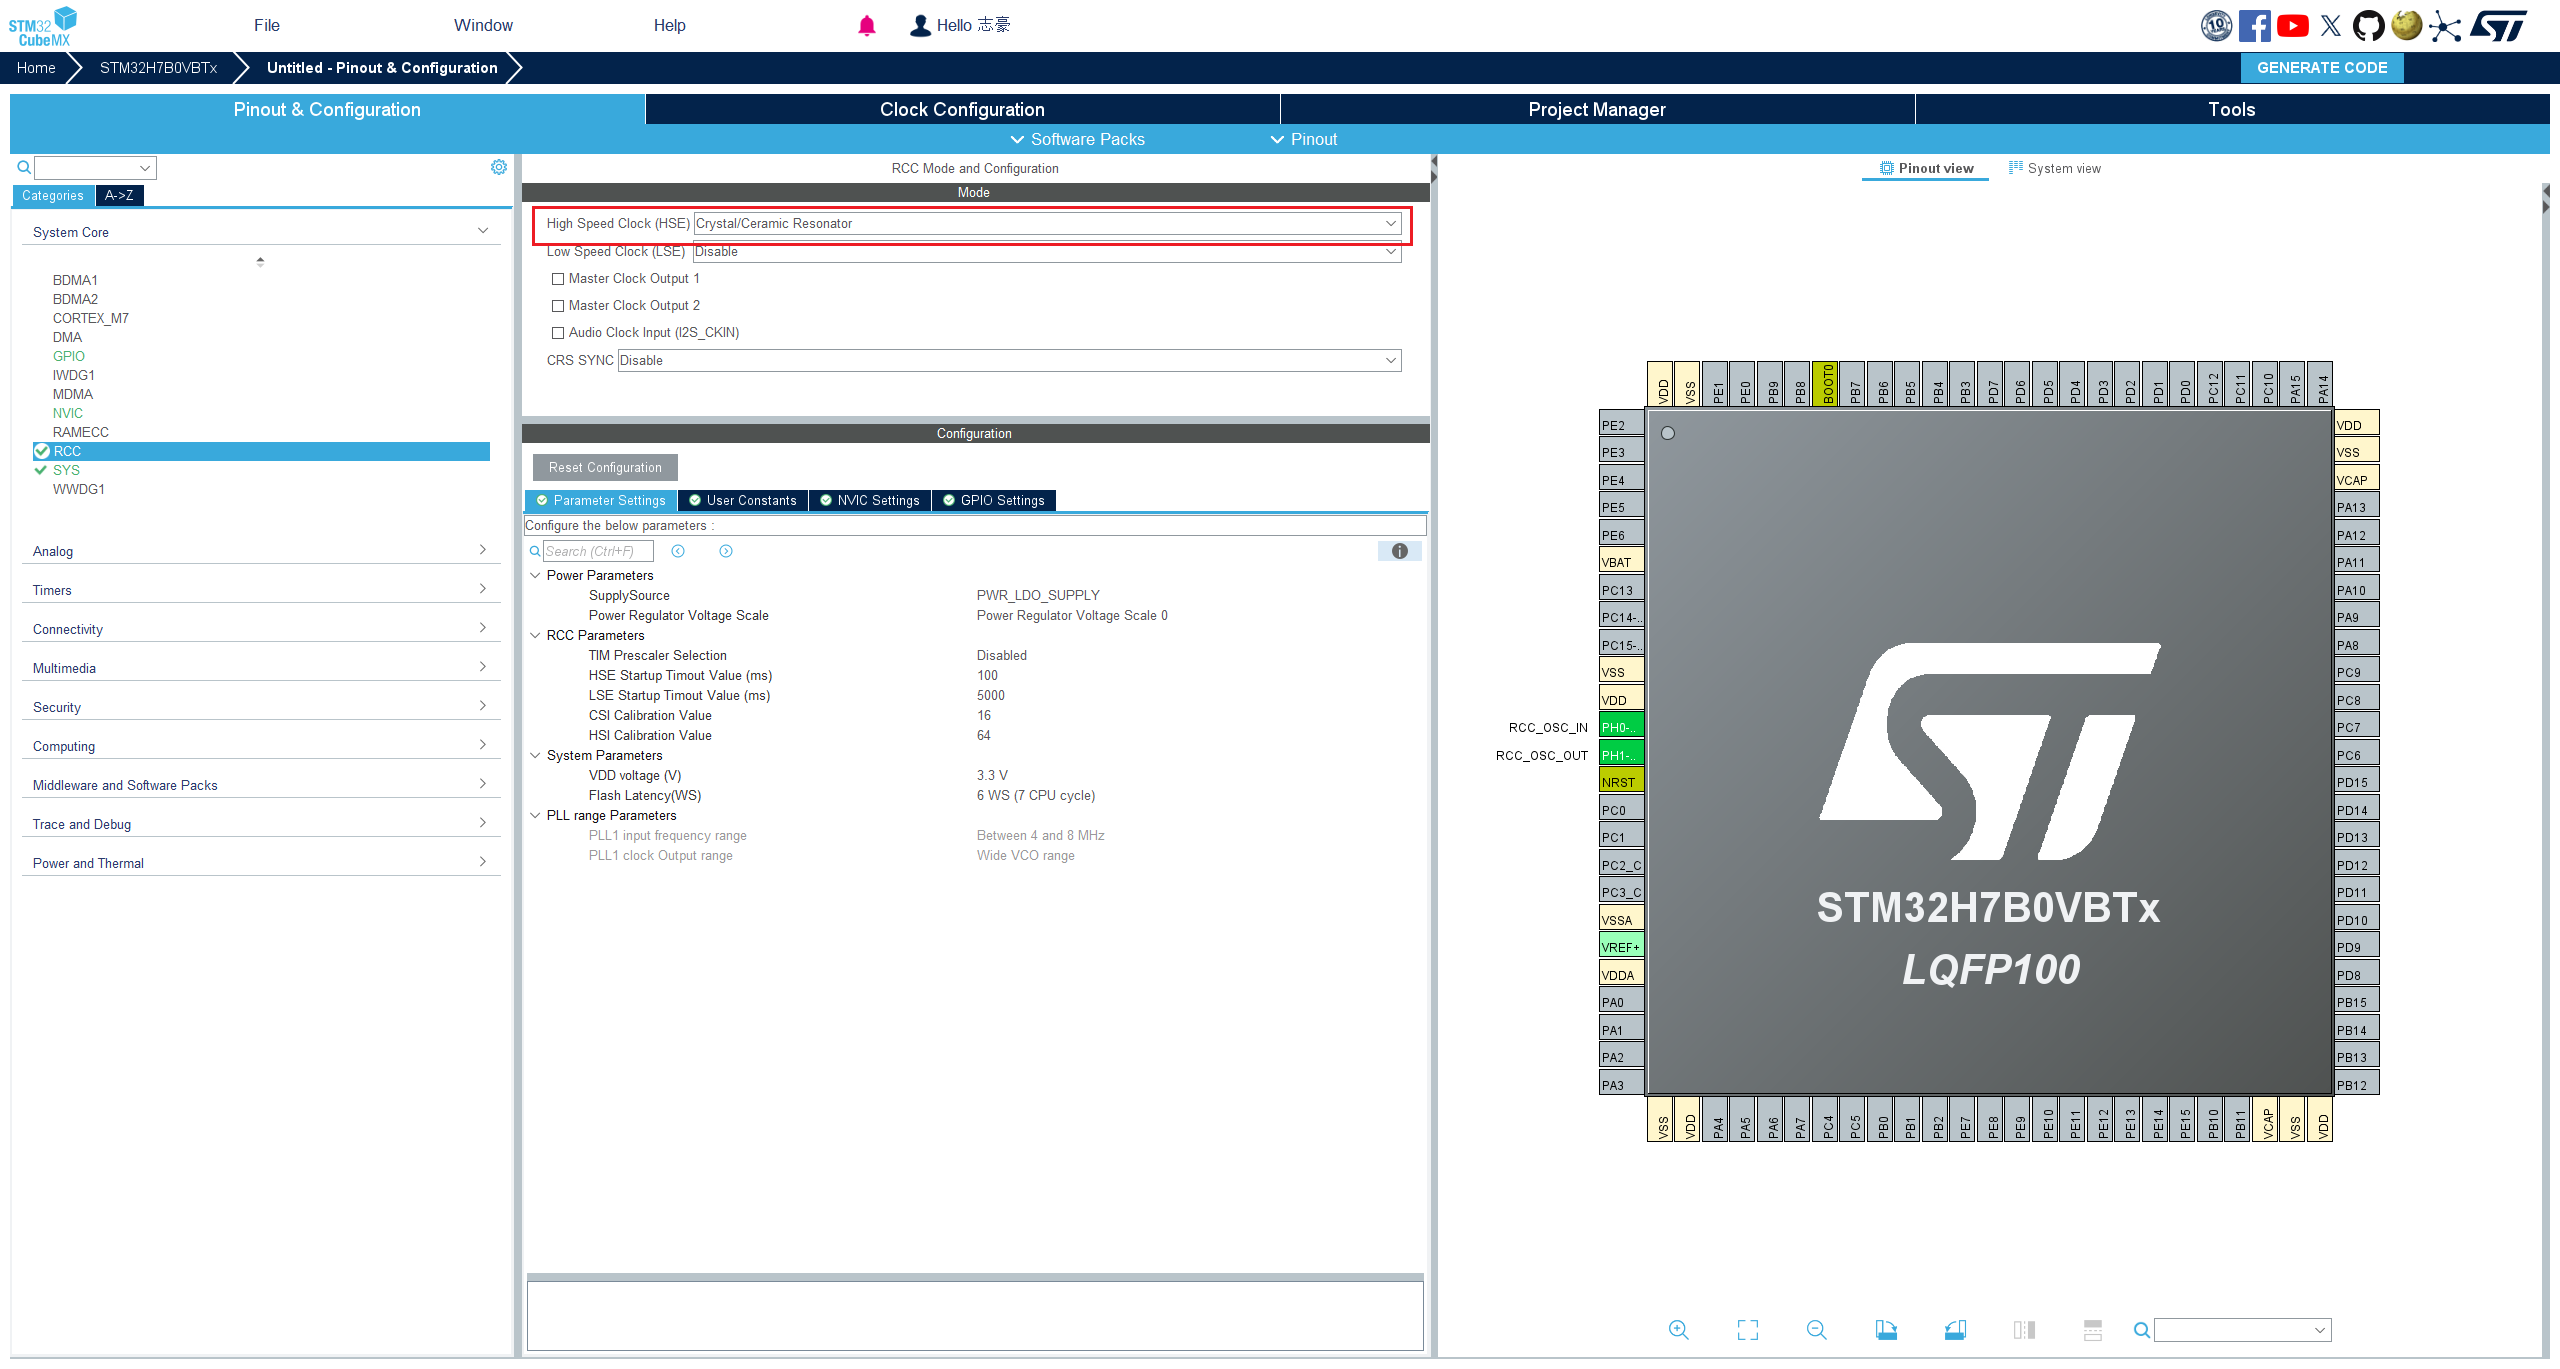 STM32
CubeMX
File
Window
Help
Hello 志豪
Home
STM32H7B0VBTx
Untitled - Pinout & Configuration
GENERATE CODE
Pinout & Configuration
Clock Configuration
Project Manager
Tools
Software Packs
Pinout
Categories
A->Z
System Core
BDMA1
BDMA2
CORTEX_M7
DMA
GPIO
IWDG1
MDMA
NVIC
RAMECC
RCC
SYS
WWDG1
Analog
Timers
Connectivity
Multimedia
Security
Computing
Middleware and Software Packs
Trace and Debug
Power and Thermal
RCC Mode and Configuration
Mode
High Speed Clock (HSE) Crystal/Ceramic Resonator
Low Speed Clock (LSE) Disable
Master Clock Output 1
Master Clock Output 2
Audio Clock Input (I2S_CKIN)
CRS SYNC Disable
Configuration
Reset Configuration
Parameter Settings
User Constants
NVIC Settings
GPIO Settings
Configure the below parameters :
Search (Ctrl+F)
Power Parameters
SupplySource PWR_LDO_SUPPLY
Power Regulator Voltage Scale Power Regulator Voltage Scale 0
RCC Parameters
TIM Prescaler Selection Disabled
HSE Startup Timout Value (ms) 100
LSE Startup Timout Value (ms) 5000
CSI Calibration Value 16
HSI Calibration Value 64
System Parameters
VDD voltage (V) 3.3 V
Flash Latency(WS) 6 WS (7 CPU cycle)
PLL range Parameters
PLL1 input frequency range Between 4 and 8 MHz
PLL1 clock Output range Wide VCO range
Pinout view
System view
VDD
VSS
PE1
PE0
PB9
PB8
BOOT0
PB7
PB6
PB5
PB4
PB3
PD7
PD6
PD5
PD4
PD3
PD2
PD1
PD0
PC12
PC11
PC10
PA15
PA14
PE2
PE3
PE4
PE5
PE6
VBAT
PC13
PC14-..
PC15-..
VSS
VDD
RCC_OSC_IN PH0-..
RCC_OSC_OUT PH1-..
NRST
PC0
PC1
PC2_C
PC3_C
VSSA
VREF+
VDDA
PA0
PA1
PA2
PA3
STM32H7B0VBTx
LQFP100
VDD
VSS
VCAP
PA13
PA12
PA11
PA10
PA9
PA8
PC9
PC8
PC7
PC6
PD15
PD14
PD13
PD12
PD11
PD10
PD9
PD8
PB15
PB14
PB13
PB12
VSS
VDD
PA4
PA5
PA6
PA7
PC4
PC5
PB0
PB1
PB2
PE7
PE8
PE9
PE10
PE11
PE12
PE13
PE14
PE15
PB10
PB11
VCAP
VSS
VDD